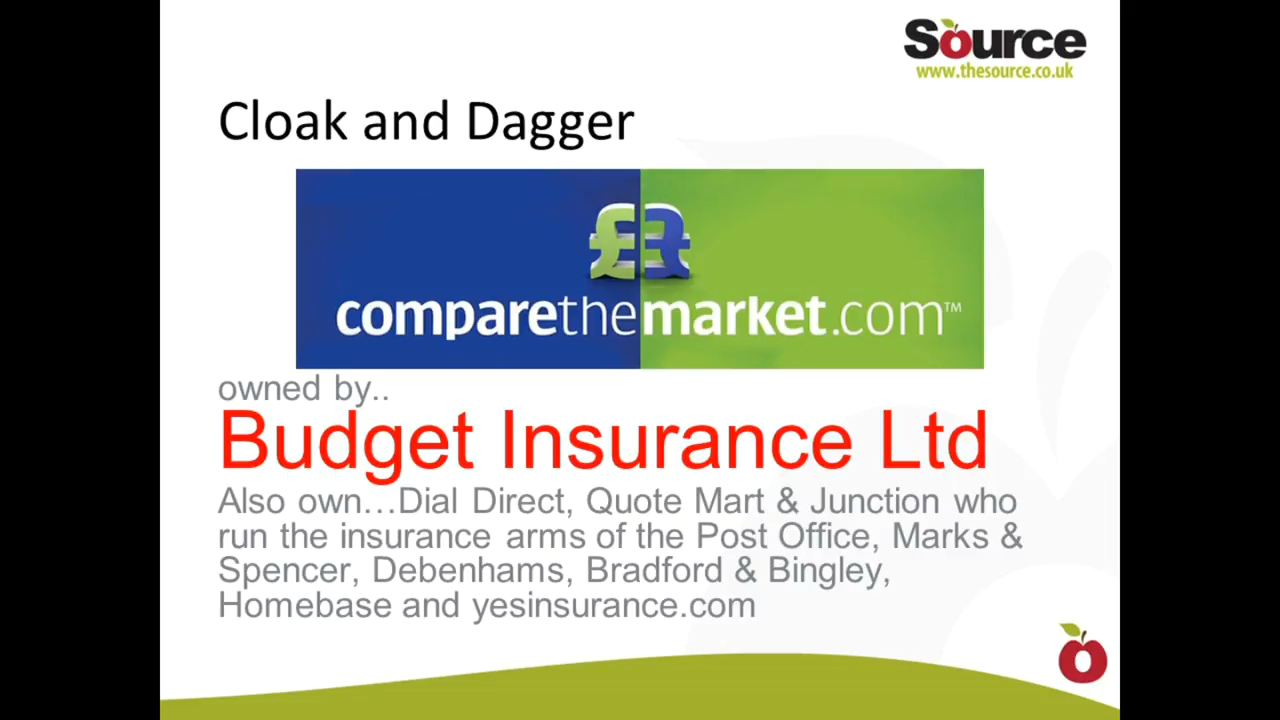 Source
www.thesource.co.uk
Cloak and Dagger
££
comparethemarket.com™
owned by..
Budget Insurance Ltd
Also own…Dial Direct, Quote Mart & Junction who
run the insurance arms of the Post Office, Marks &
Spencer, Debenhams, Bradford & Bingley,
Homebase and yesinsurance.com